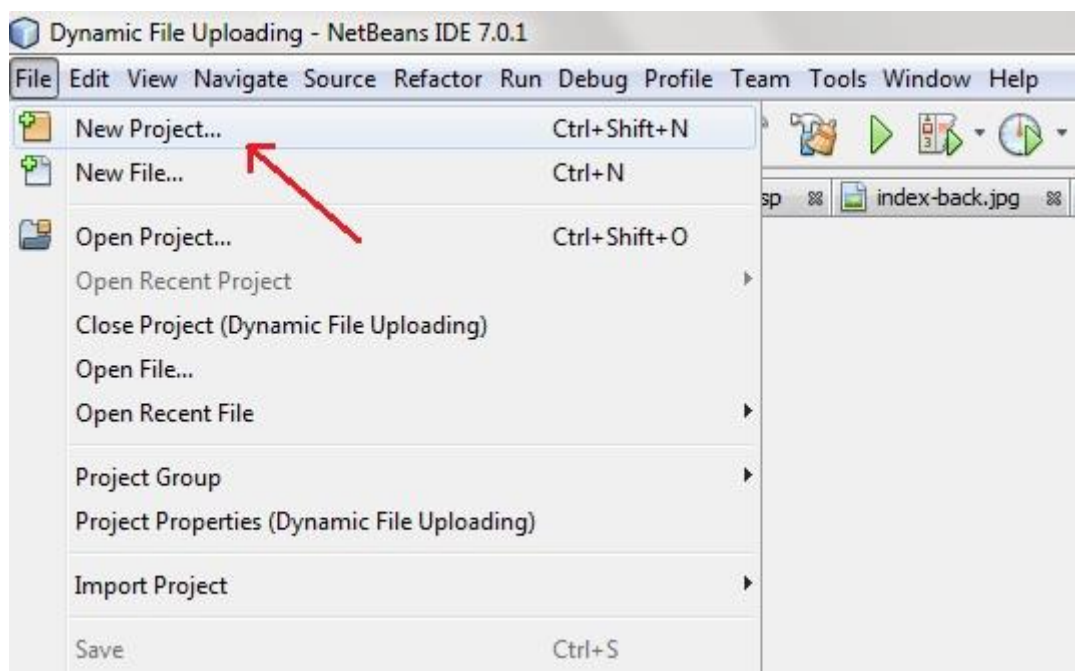 Dynamic File Uploading - NetBeans IDE 7.0.1
File Edit View Navigate Source Refactor Run Debug Profile Team Tools Window Help
New Project... Ctrl+Shift+N
New File... Ctrl+N
sp index-back.jpg
Open Project... Ctrl+Shift+O
Open Recent Project
Close Project (Dynamic File Uploading)
Open File...
Open Recent File
Project Group
Project Properties (Dynamic File Uploading)
Import Project
Save Ctrl+S